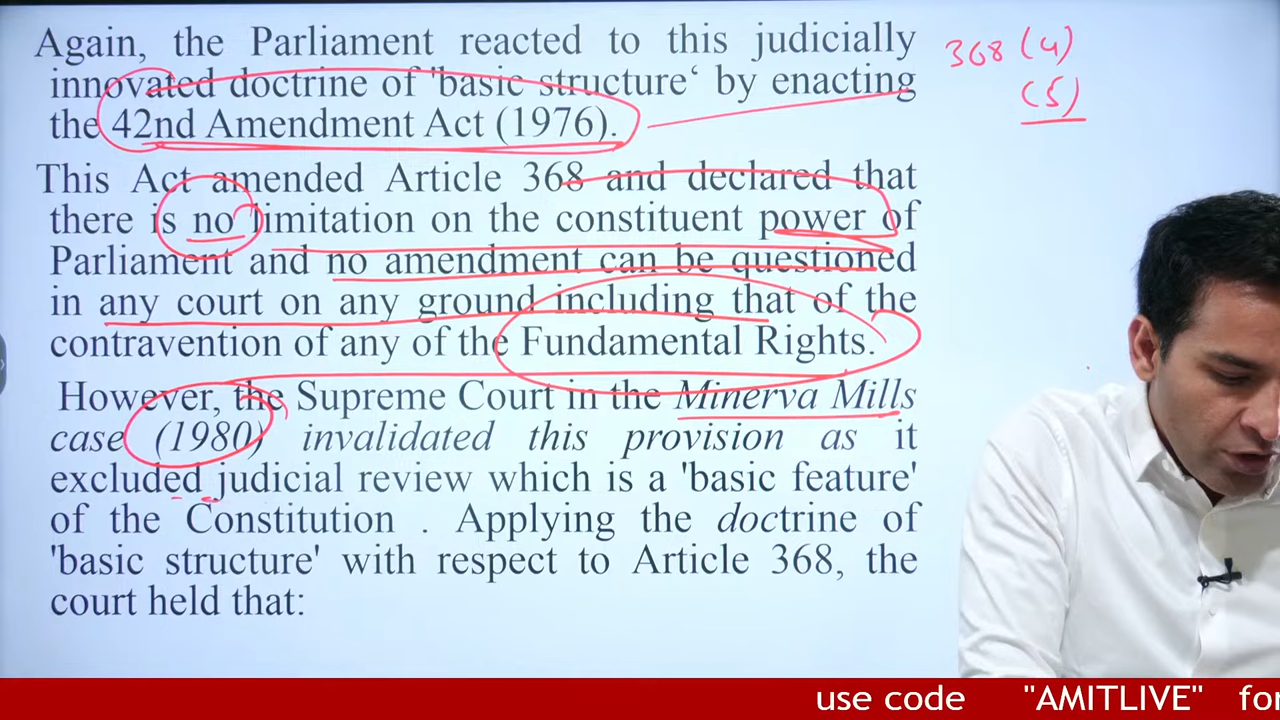 Again, the Parliament reacted to this judicially
innovated doctrine of 'basic structure‘ by enacting
the 42nd Amendment Act (1976).
This Act amended Article 368 and declared that
there is no limitation on the constituent power of
Parliament and no amendment can be questioned
in any court on any ground including that of the
contravention of any of the Fundamental Rights.
However, the Supreme Court in the Minerva Mills
case (1980) invalidated this provision as it
excluded judicial review which is a 'basic feature'
of the Constitution . Applying the doctrine of
'basic structure' with respect to Article 368, the
court held that:
368 (4)
(5)
use code "AMITLIVE" for